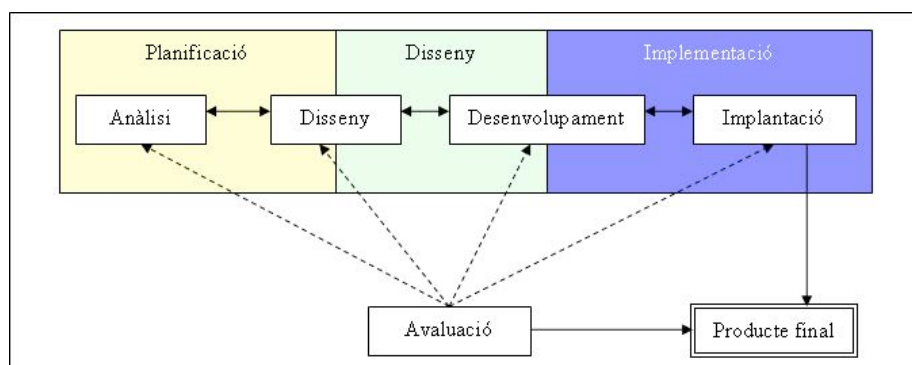 Planificació
Disseny
Implementació
Anàlisi
Disseny
Desenvolupament
Implantació
Avaluació
Producte final